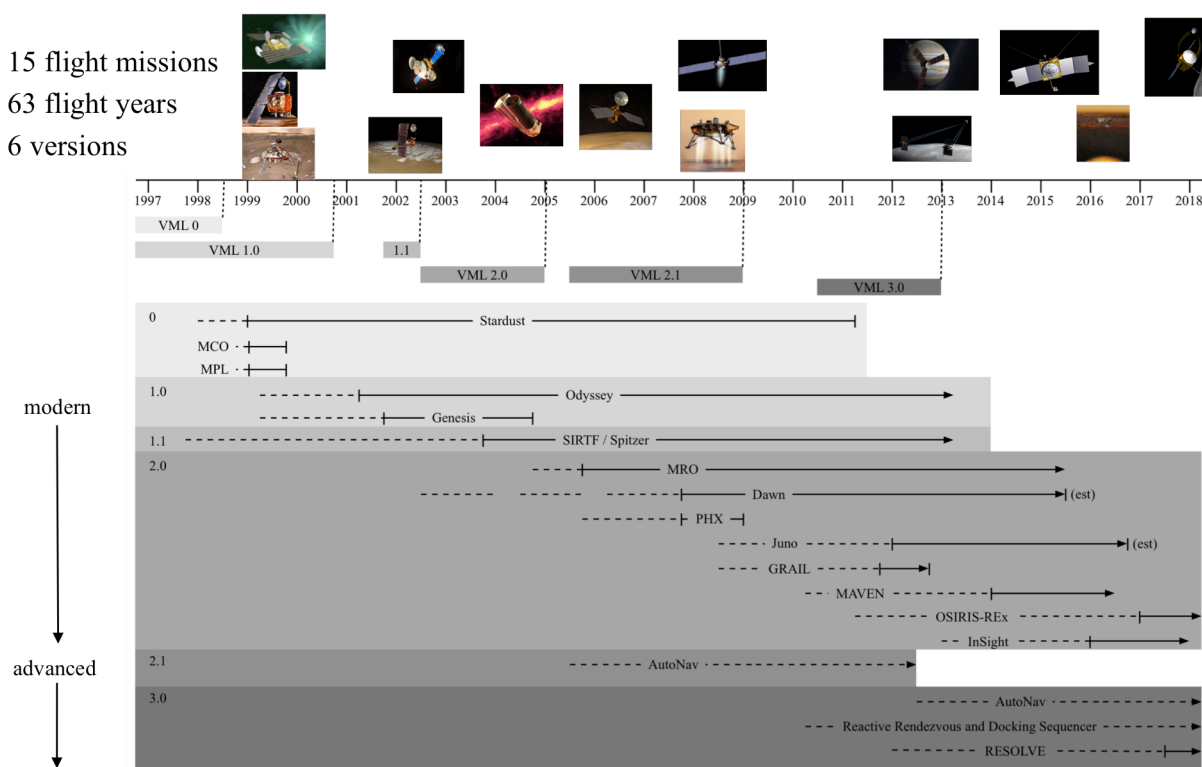 15 flight missions
63 flight years
6 versions
1997 1998 1999 2000 2001 2002 2003 2004 2005 2006 2007 2008 2009 2010 2011 2012 2013 2014 2015 2016 2017 2018
VML 0
VML 1.0
1.1
VML 2.0
VML 2.1
VML 3.0
0
Stardust
MCO
MPL
modern
1.0
Odyssey
Genesis
1.1
SIRTF / Spitzer
2.0
MRO
Dawn (est)
PHX
Juno (est)
GRAIL
MAVEN
OSIRIS-REx
InSight
advanced
2.1
AutoNav
3.0
AutoNav
Reactive Rendezvous and Docking Sequencer
RESOLVE